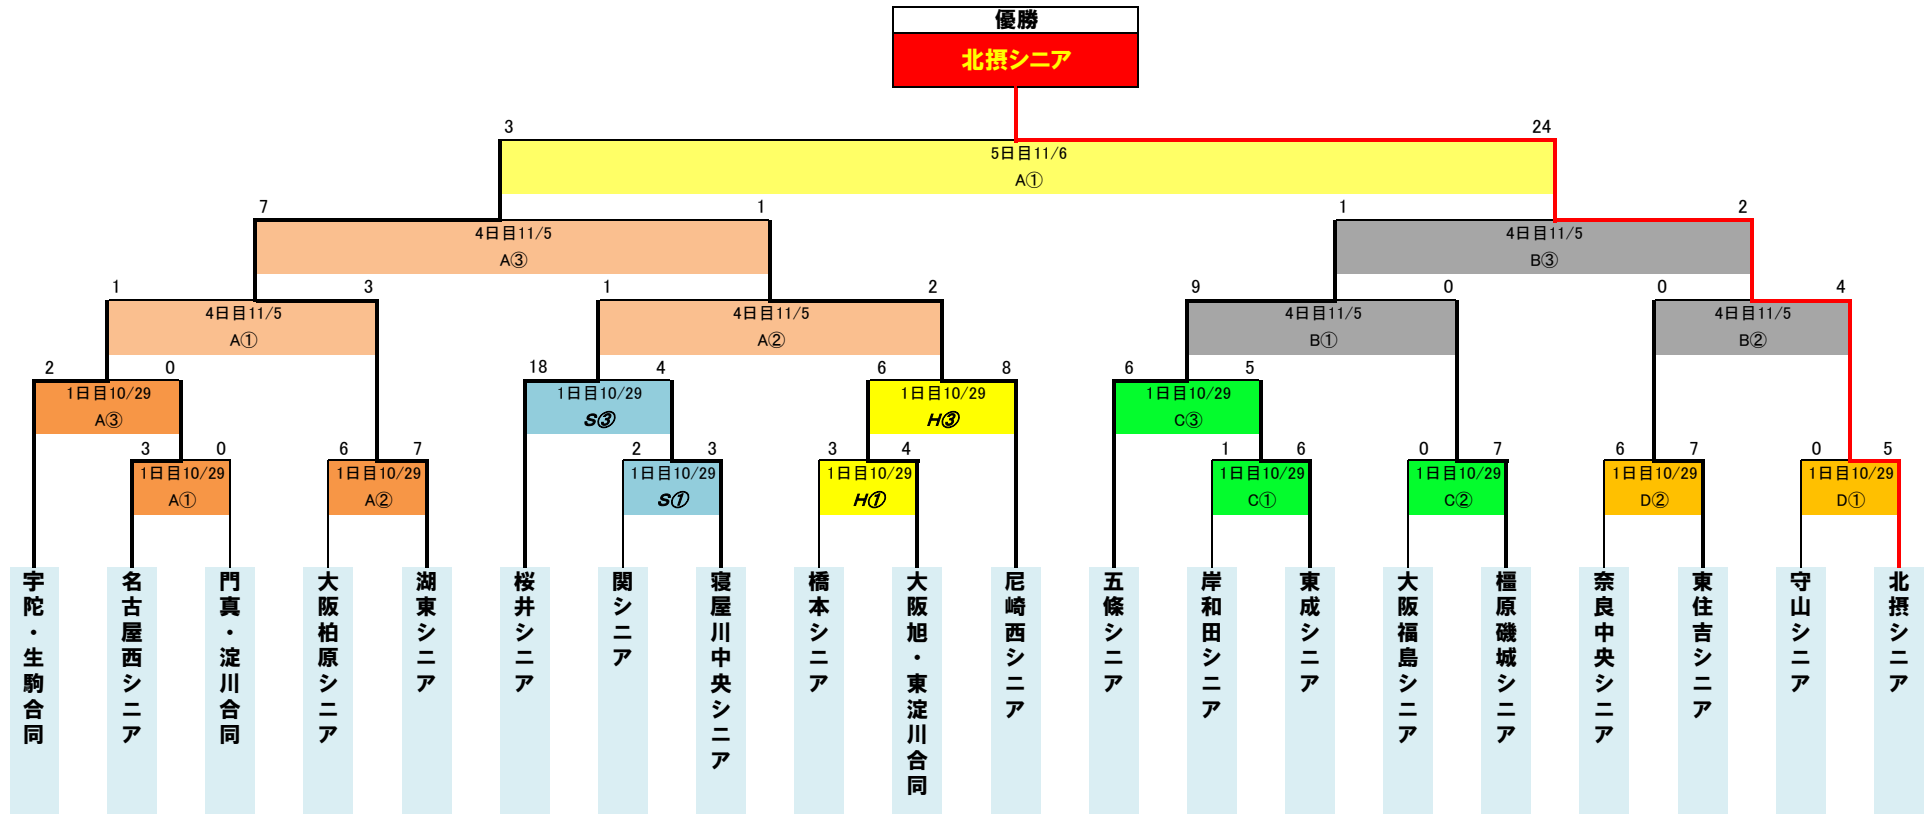 優勝
北摂シニア
3 24
5日目11/6
A①
7 1 1 2
4日目11/5 4日目11/5
A③ B③
1 3 1 2 9 0 0 4
4日目11/5 4日目11/5 4日目11/5 4日目11/5
A① A② B① B②
2 0 18 4 6 8 6 5
1日目10/29 1日目10/29 1日目10/29 1日目10/29
A③ S③ H③ C③
3 0 6 7 2 3 3 4 1 6 0 7 6 7 0 5
1日目10/29 1日目10/29 1日目10/29 1日目10/29 1日目10/29 1日目10/29 1日目10/29 1日目10/29
A① A② S① H① C① C② D② D①
宇陀・生駒合同
名古屋西シニア
門真・淀川合同
大阪柏原シニア
湖東シニア
桜井シニア
関シニア
寝屋川中央シニア
橋本シニア
大阪旭・東淀川合同
尼崎西シニア
五條シニア
岸和田シニア
東成シニア
大阪福島シニア
橿原磯城シニア
奈良中央シニア
東住吉シニア
守山シニア
北摂シニア